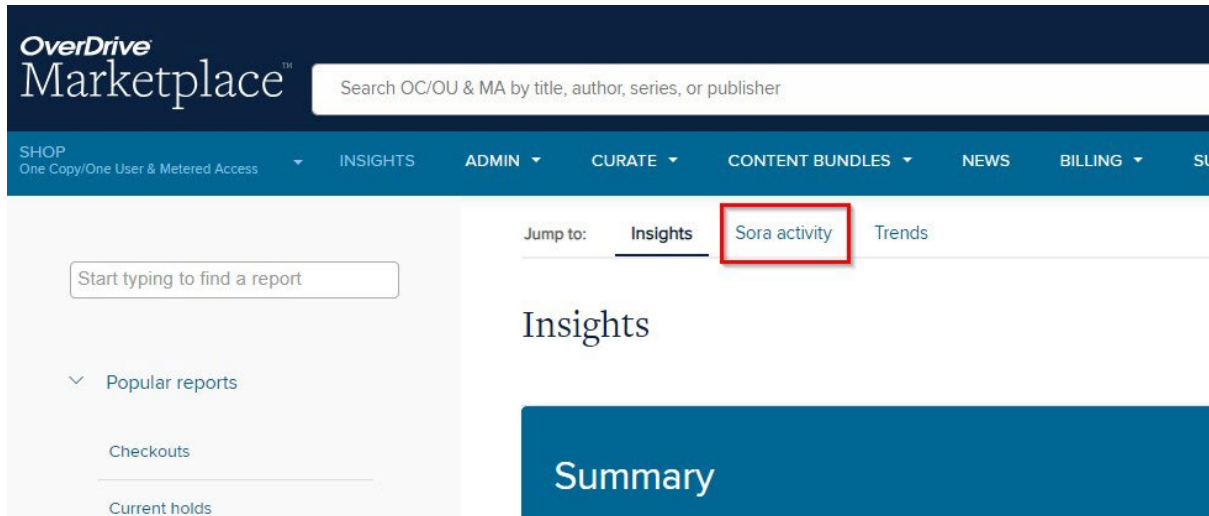 OverDrive
Marketplace™
Search OC/OU & MA by title, author, series, or publisher
SHOP
One Copy/One User & Metered Access
INSIGHTS
ADMIN
CURATE
CONTENT BUNDLES
NEWS
BILLING
Jump to:
Insights
Sora activity
Trends
Start typing to find a report
Insights
Popular reports
Checkouts
Summary
Current holds